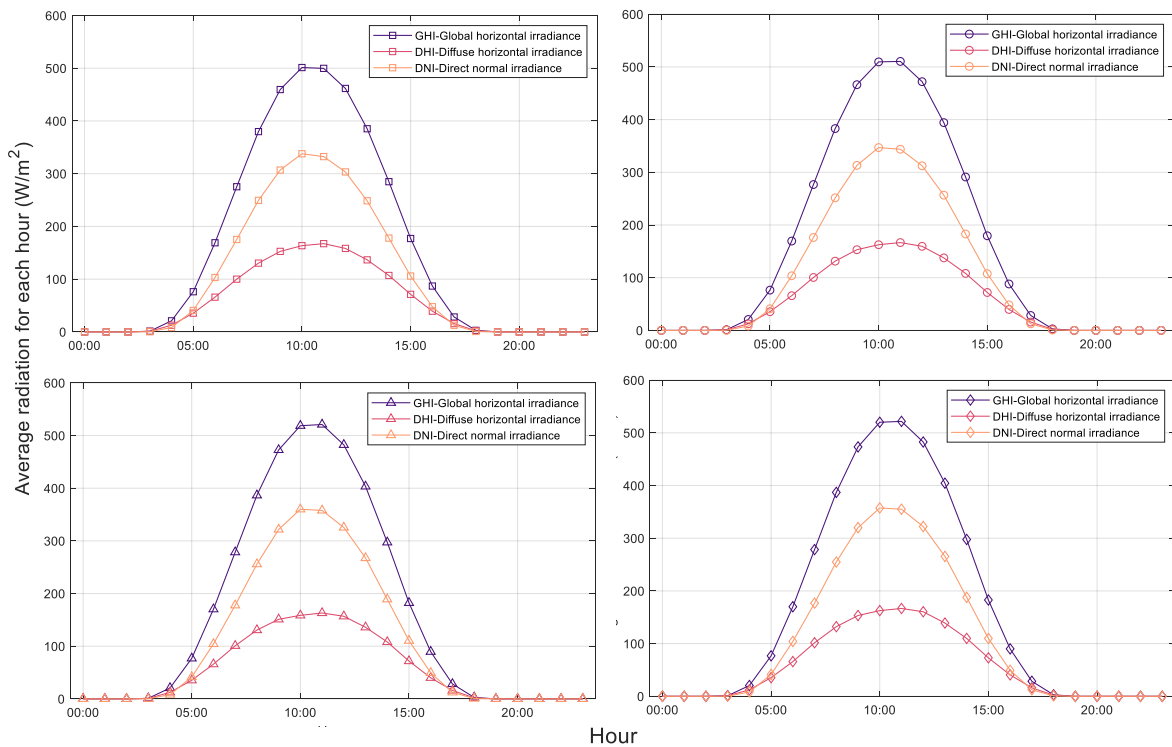 Average radiation for each hour (W/m²)
600
500
400
300
200
100
0
00:00 05:00 10:00 15:00 20:00
GHI-Global horizontal irradiance
DHI-Diffuse horizontal irradiance
DNI-Direct normal irradiance
600
500
400
300
200
100
0
00:00 05:00 10:00 15:00 20:00
GHI-Global horizontal irradiance
DHI-Diffuse horizontal irradiance
DNI-Direct normal irradiance
600
500
400
300
200
100
0
00:00 05:00 10:00 15:00 20:00
GHI-Global horizontal irradiance
DHI-Diffuse horizontal irradiance
DNI-Direct normal irradiance
600
500
400
300
200
100
0
00:00 05:00 10:00 15:00 20:00
GHI-Global horizontal irradiance
DHI-Diffuse horizontal irradiance
DNI-Direct normal irradiance
Hour